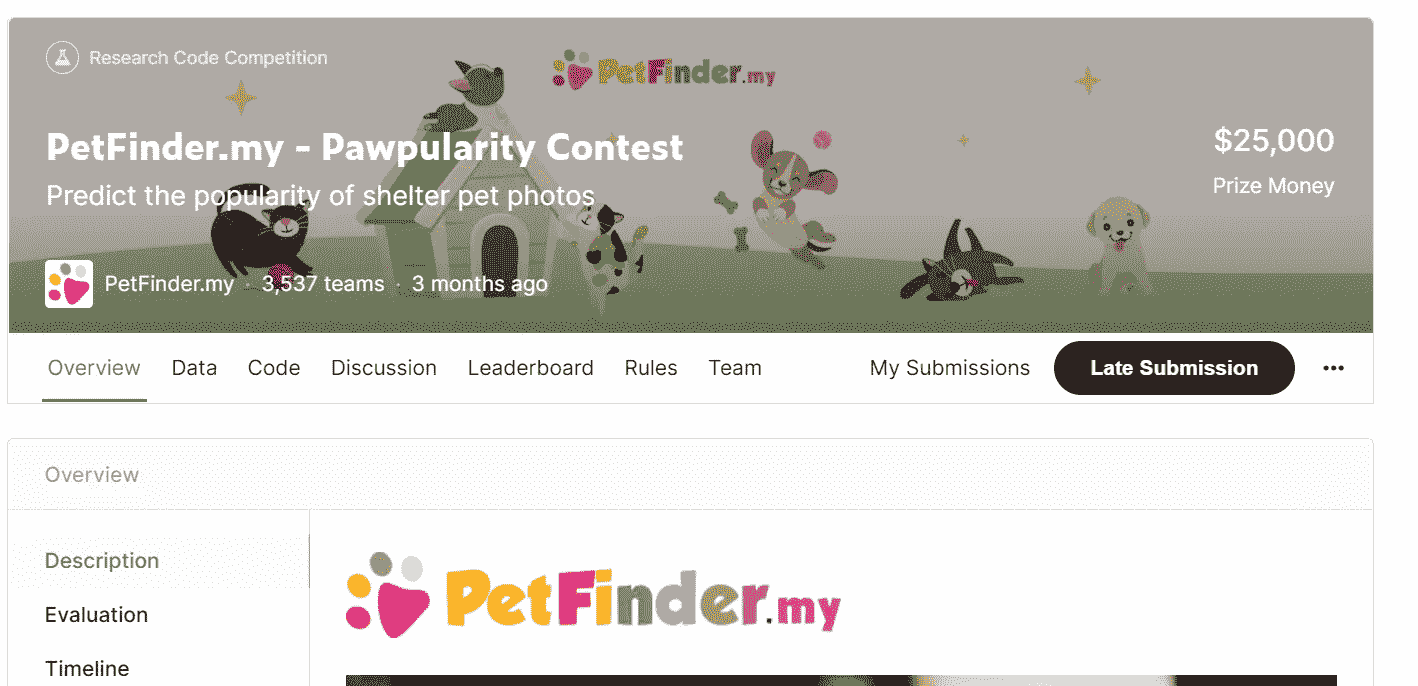 Research Code Competition
PetFinder.my
PetFinder.my - Pawpularity Contest
$25,000
Predict the popularity of shelter pet photos
Prize Money
PetFinder.my · 3,537 teams · 3 months ago
Overview Data Code Discussion Leaderboard Rules Team My Submissions Late Submission
Overview
Description
PetFinder.my
Evaluation
Timeline